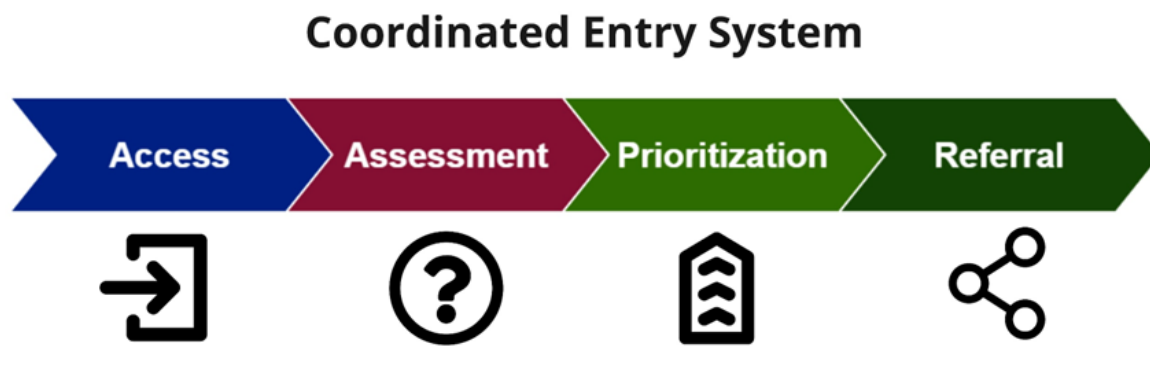 Coordinated Entry System
Access
Assessment
Prioritization
Referral